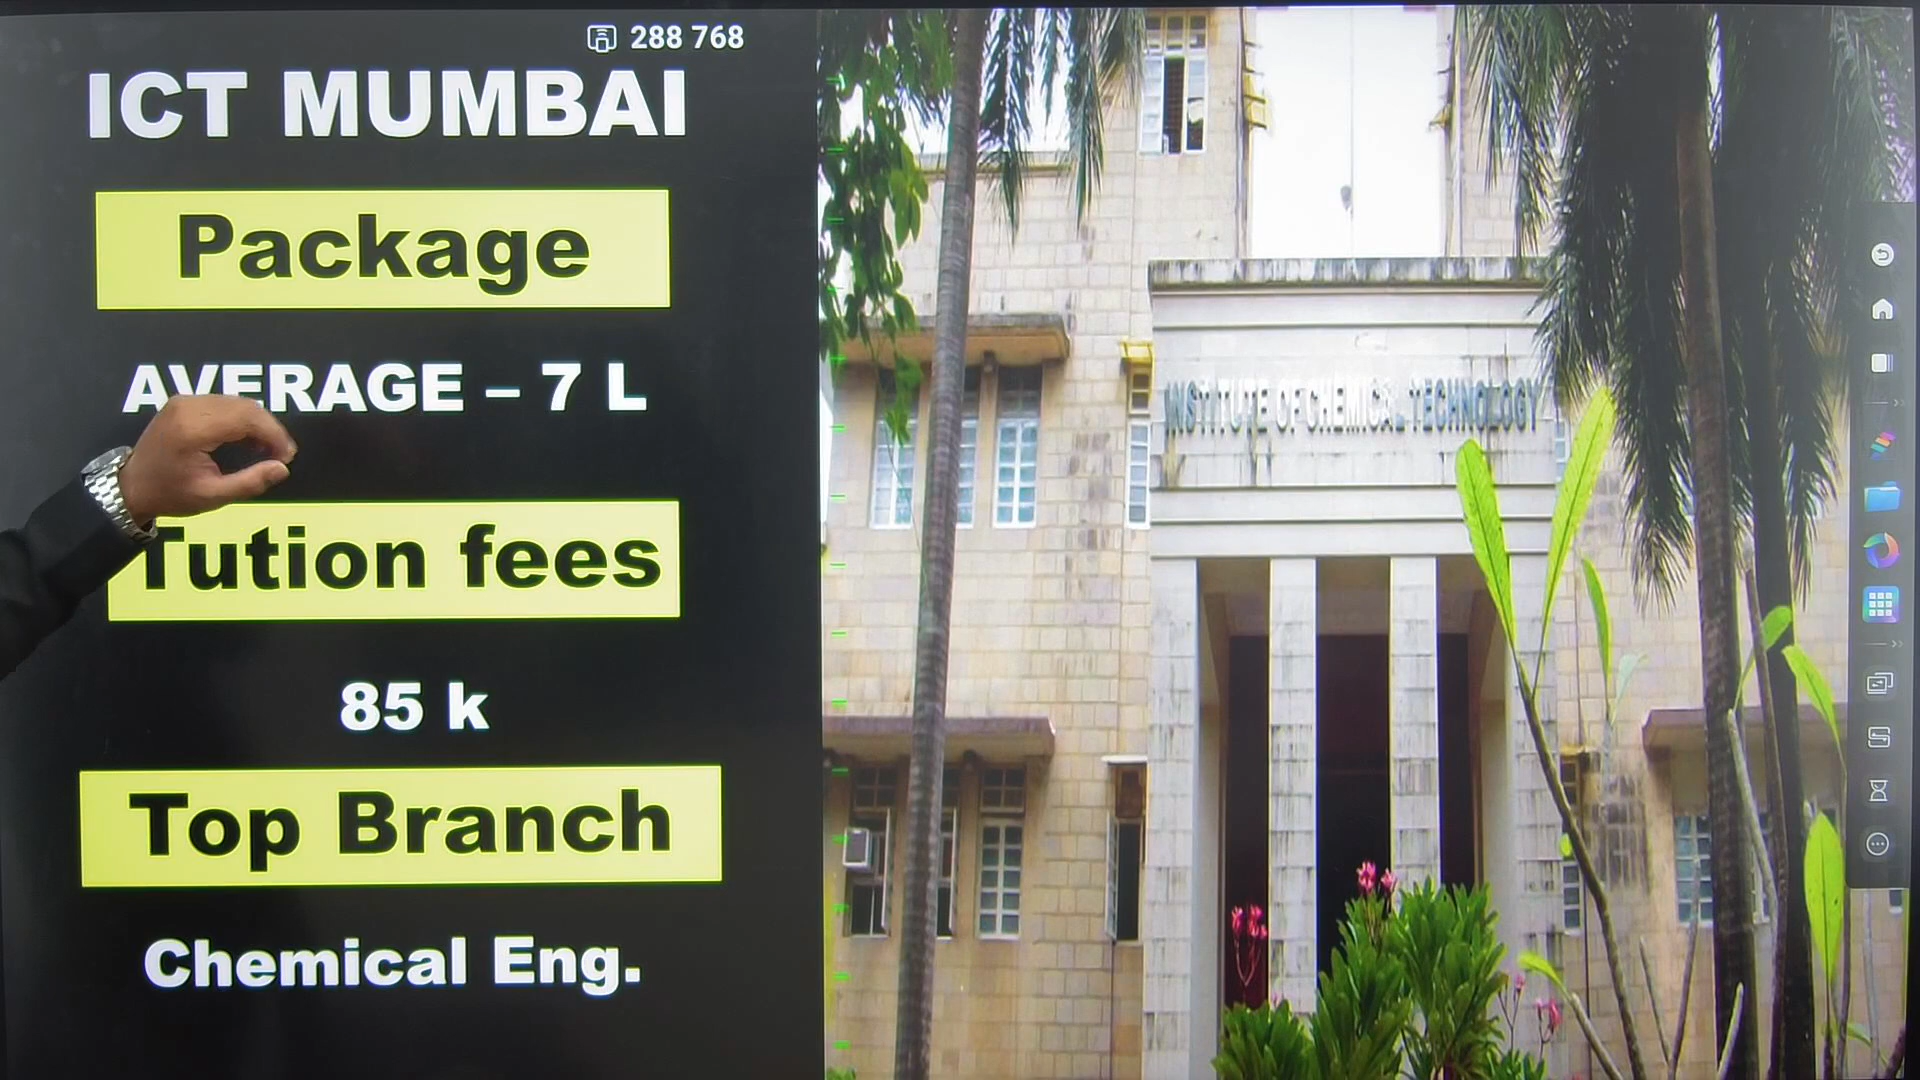 288 768
ICT MUMBAI
Package
AVERAGE – 7 L
Tution fees
85 k
Top Branch
Chemical Eng.
INSTITUTE OF CHEMICAL TECHNOLOGY